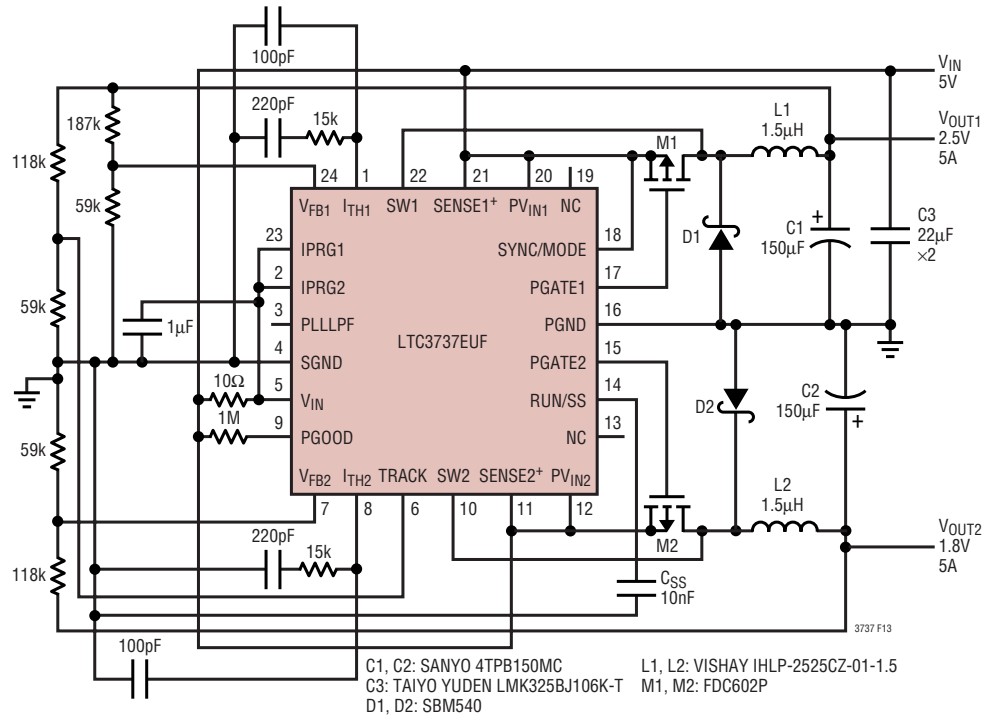 100pF
V_IN
5V
220pF
15k
187k
L1
1.5µH
V_OUT1
2.5V
5A
118k
M1
24
1
22
21
20
19
59k
V_FB1
I_TH1
SW1
SENSE1+
PV_IN1
NC
23
IPRG1
SYNC/MODE
18
D1
C1
150µF
+
C3
22µF
×2
2
IPRG2
PGATE1
17
59k
1µF
3
PLLLPF
LTC3737EUF
PGND
16
4
SGND
PGATE2
15
10Ω
5
V_IN
RUN/SS
14
C2
150µF
+
D2
1M
9
PGOOD
NC
13
59k
V_FB2
I_TH2
TRACK
SW2
SENSE2+
PV_IN2
7
8
6
10
11
12
L2
1.5µH
M2
V_OUT2
1.8V
5A
220pF
15k
118k
C_SS
10nF
3737 F13
100pF
C1, C2: SANYO 4TPB150MC
C3: TAIYO YUDEN LMK325BJ106K-T
D1, D2: SBM540
L1, L2: VISHAY IHLP-2525CZ-01-1.5
M1, M2: FDC602P